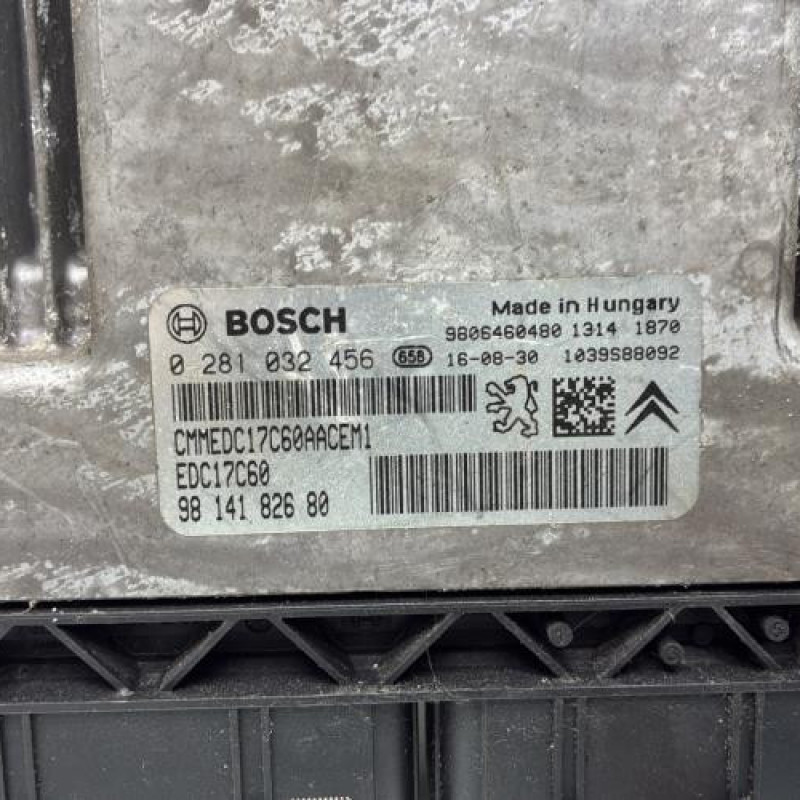 BOSCH
Made in Hungary
9806460480 1314 1870
0 281 032 456 658 16-08-30 1039S88092
CMMEDC17C60AACEM1
EDC17C60
98 141 826 80